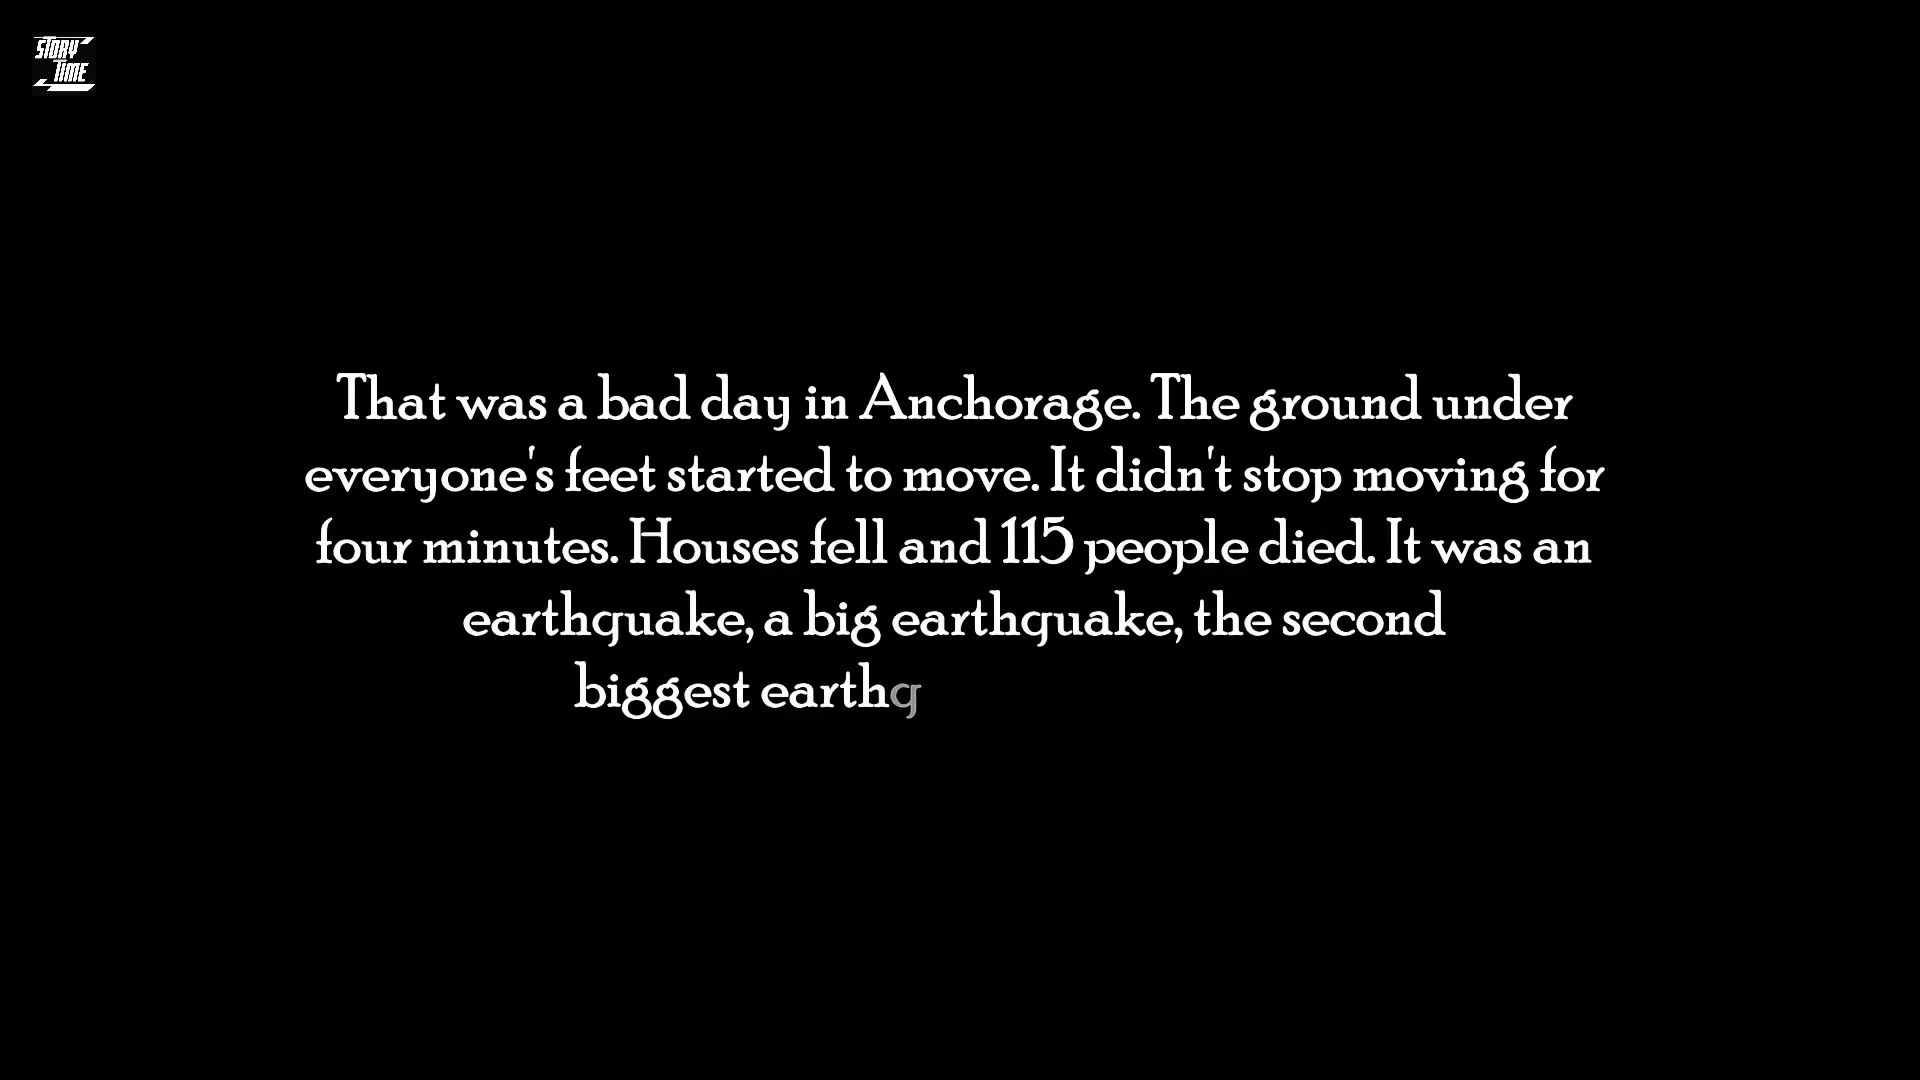 STORY
TIME
That was a bad day in Anchorage. The ground under
everyone's feet started to move. It didn't stop moving for
four minutes. Houses fell and 115 people died. It was an
earthquake, a big earthquake, the second
biggest earthq